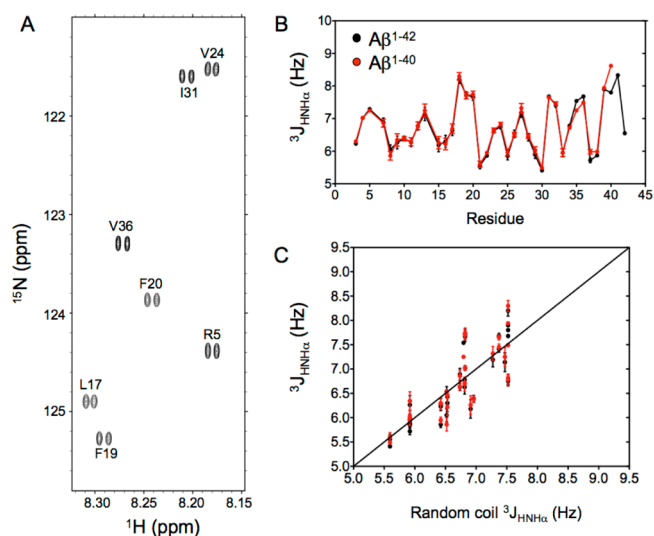 A
V24
I31
122
V36
123
F20
124
R5
L17
125
F19
8.30 8.25 8.20 8.15
¹H (ppm)
¹⁵N (ppm)
B
Aβ¹⁻⁴²
Aβ¹⁻⁴⁰
9
8
7
6
5
0 5 10 15 20 25 30 35 40 45
Residue
³J_HNHα (Hz)
C
9.5
9.0
8.5
8.0
7.5
7.0
6.5
6.0
5.5
5.0
5.0 5.5 6.0 6.5 7.0 7.5 8.0 8.5 9.0 9.5
Random coil ³J_HNHα (Hz)
³J_HNHα (Hz)